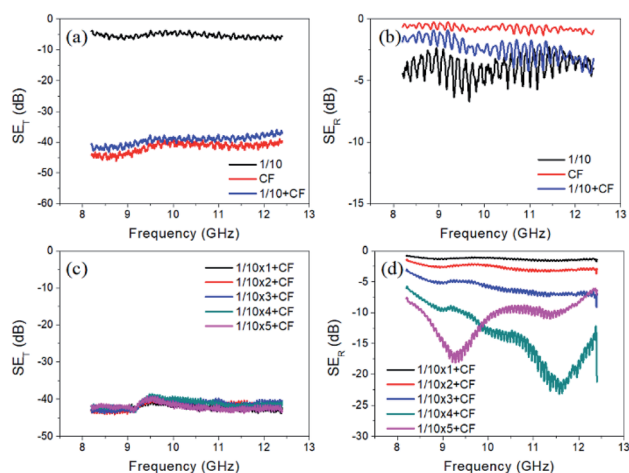 (a)
SE_T (dB)
0
-10
-20
-30
-40
-50
-60
1/10
CF
1/10+CF
8 9 10 11 12 13
Frequency (GHz)
(b)
SE_R (dB)
0
-5
-10
-15
1/10
CF
1/10+CF
8 9 10 11 12 13
Frequency (GHz)
(c)
SE_T (dB)
0
-10
-20
-30
-40
-50
1/10x1+CF
1/10x2+CF
1/10x3+CF
1/10x4+CF
1/10x5+CF
8 9 10 11 12 13
Frequency (GHz)
(d)
SE_R (dB)
0
-5
-10
-15
-20
-25
-30
1/10x1+CF
1/10x2+CF
1/10x3+CF
1/10x4+CF
1/10x5+CF
8 9 10 11 12 13
Frequency (GHz)